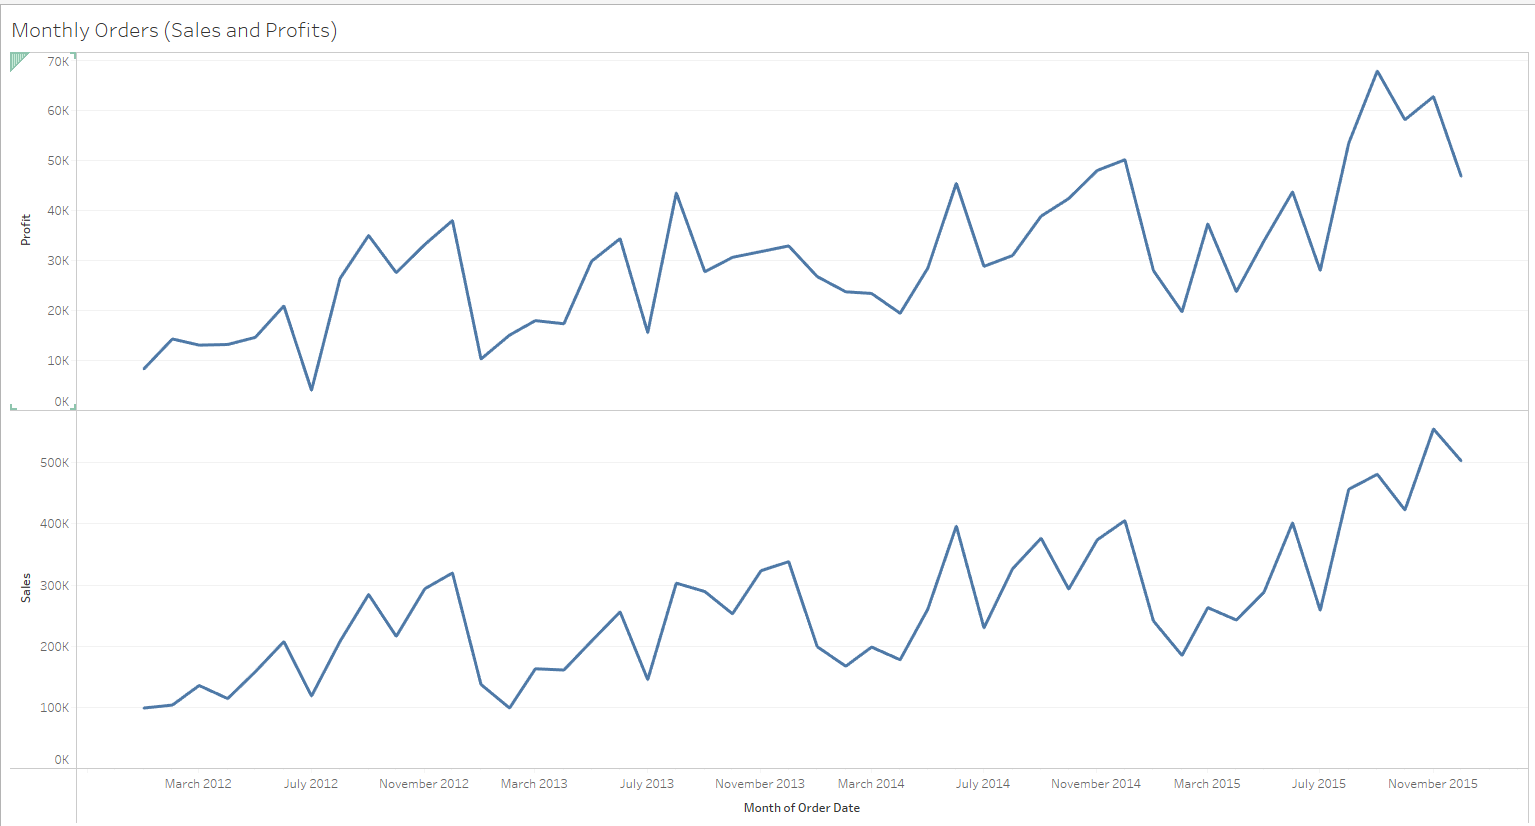 Monthly Orders (Sales and Profits)
70K
60K
50K
40K
30K
20K
10K
0K
Profit
500K
400K
300K
200K
100K
0K
Sales
March 2012 July 2012 November 2012 March 2013 July 2013 November 2013 March 2014 July 2014 November 2014 March 2015 July 2015 November 2015
Month of Order Date